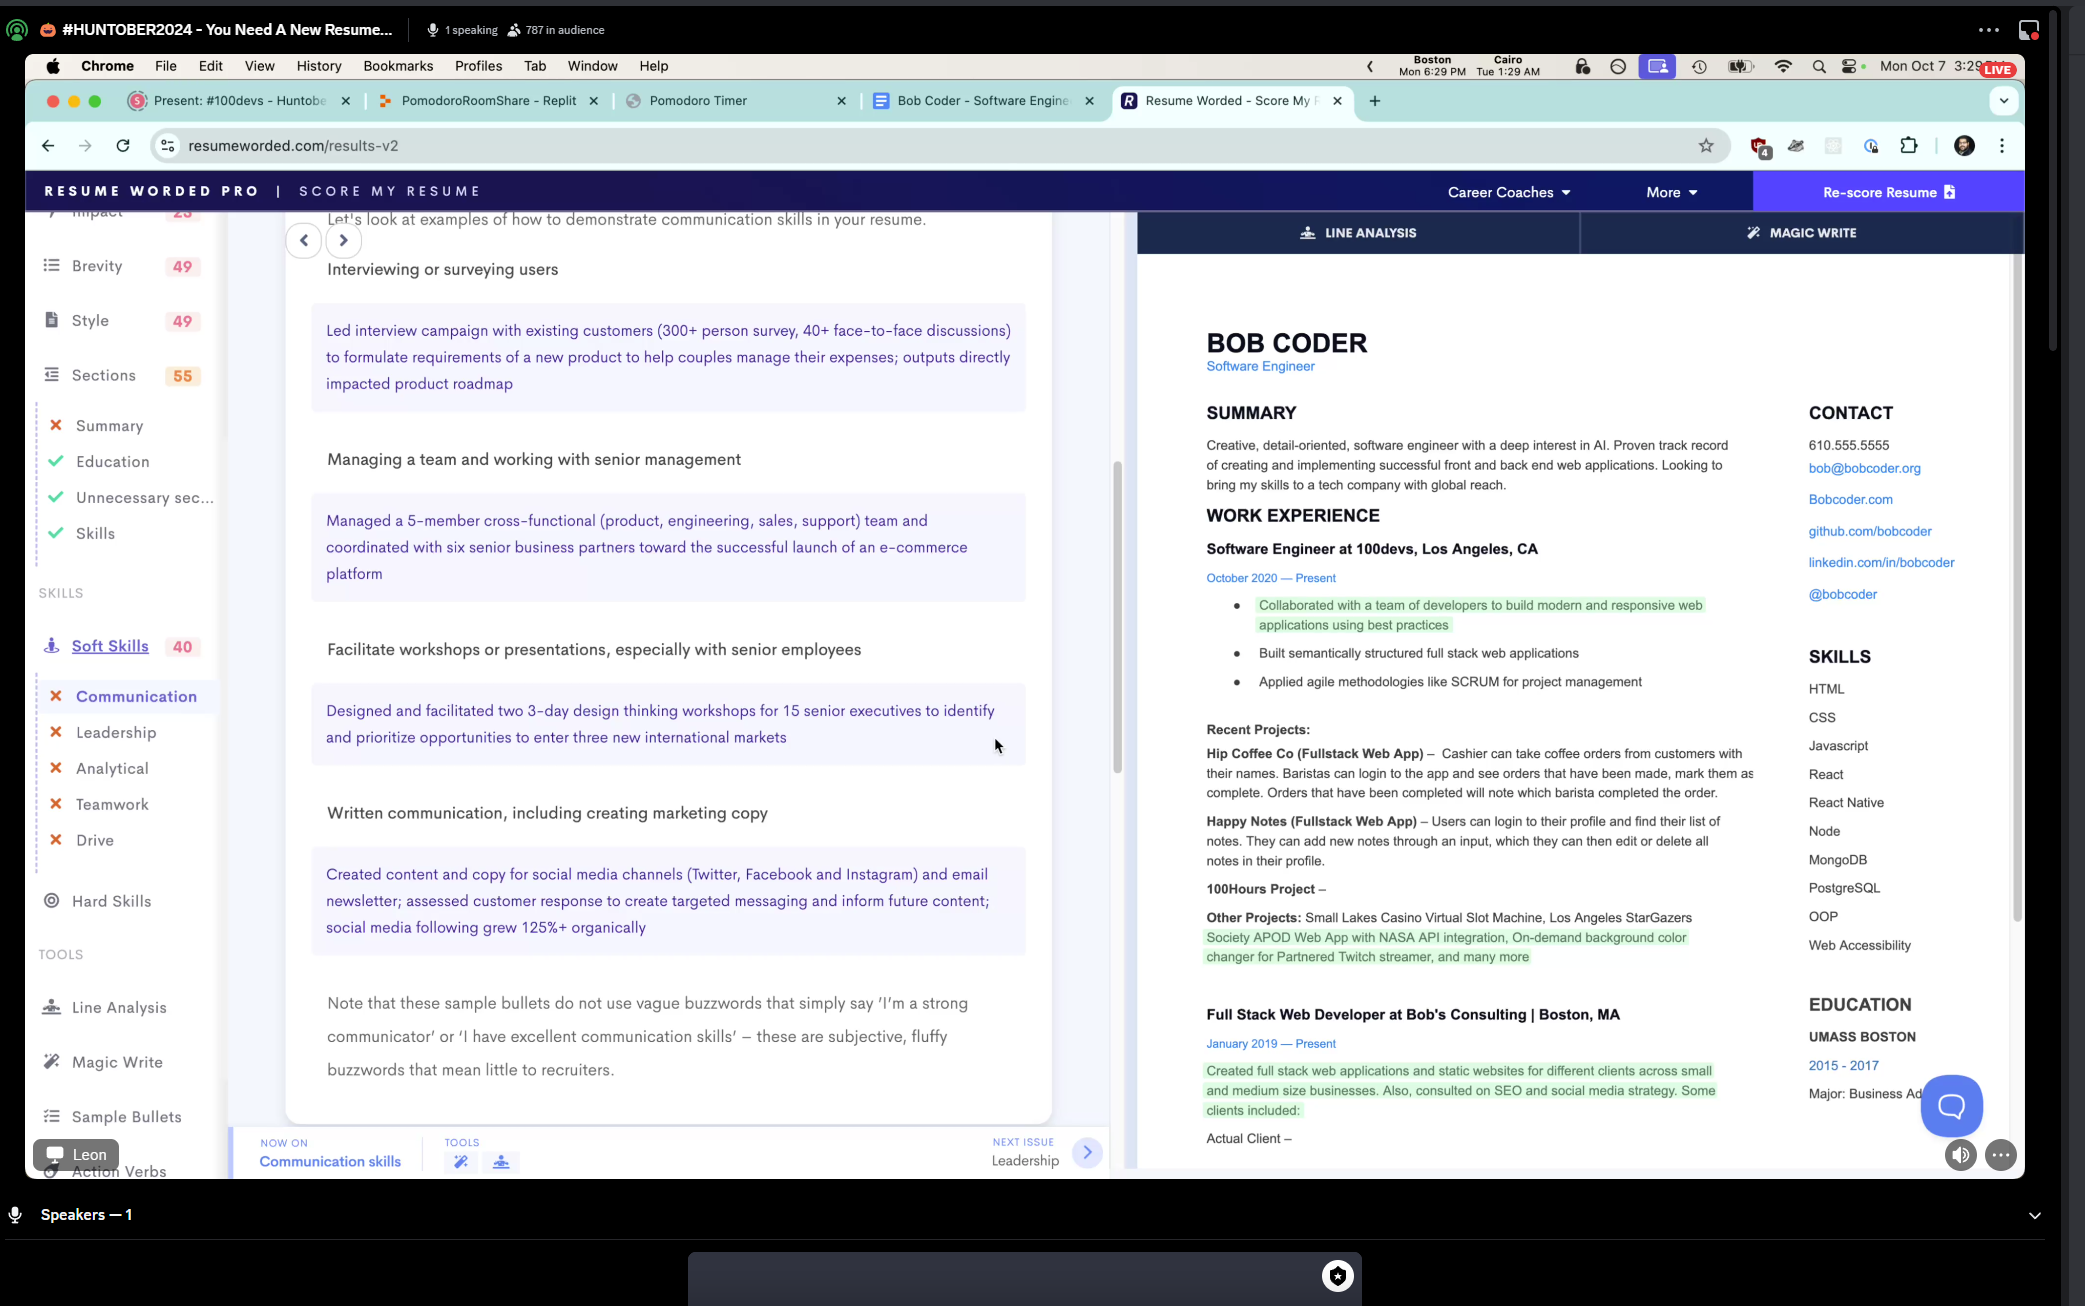 #HUNTOBER2024 - You Need A New Resume...
1 speaking
787 in audience
Chrome File Edit View History Bookmarks Profiles Tab Window Help
Boston
Mon 6:29 PM
Cairo
Tue 1:29 AM
Mon Oct 7 3:29
LIVE
Present: #100devs - Huntobe
PomodoroRoomShare - Replit
Pomodoro Timer
Bob Coder - Software Engine
Resume Worded - Score My
resumeworded.com/results-v2
4
RESUME WORDED PRO | SCORE MY RESUME
Career Coaches
More
Re-score Resume
Impact 23
Brevity 49
Style 49
Sections 55
Summary
Education
Unnecessary sec...
Skills
SKILLS
Soft Skills 40
Communication
Leadership
Analytical
Teamwork
Drive
Hard Skills
TOOLS
Line Analysis
Magic Write
Sample Bullets
Action Verbs
Leon
Let's look at examples of how to demonstrate communication skills in your resume.
Interviewing or surveying users
Led interview campaign with existing customers (300+ person survey, 40+ face-to-face discussions)
to formulate requirements of a new product to help couples manage their expenses; outputs directly
impacted product roadmap
Managing a team and working with senior management
Managed a 5-member cross-functional (product, engineering, sales, support) team and
coordinated with six senior business partners toward the successful launch of an e-commerce
platform
Facilitate workshops or presentations, especially with senior employees
Designed and facilitated two 3-day design thinking workshops for 15 senior executives to identify
and prioritize opportunities to enter three new international markets
Written communication, including creating marketing copy
Created content and copy for social media channels (Twitter, Facebook and Instagram) and email
newsletter; assessed customer response to create targeted messaging and inform future content;
social media following grew 125%+ organically
Note that these sample bullets do not use vague buzzwords that simply say 'I'm a strong
communicator' or 'I have excellent communication skills' – these are subjective, fluffy
buzzwords that mean little to recruiters.
NOW ON
Communication skills
TOOLS
NEXT ISSUE
Leadership
LINE ANALYSIS
MAGIC WRITE
BOB CODER
Software Engineer
SUMMARY
Creative, detail-oriented, software engineer with a deep interest in AI. Proven track record
of creating and implementing successful front and back end web applications. Looking to
bring my skills to a tech company with global reach.
WORK EXPERIENCE
Software Engineer at 100devs, Los Angeles, CA
October 2020 — Present
● Collaborated with a team of developers to build modern and responsive web
applications using best practices
● Built semantically structured full stack web applications
● Applied agile methodologies like SCRUM for project management
Recent Projects:
Hip Coffee Co (Fullstack Web App) – Cashier can take coffee orders from customers with
their names. Baristas can login to the app and see orders that have been made, mark them as
complete. Orders that have been completed will note which barista completed the order.
Happy Notes (Fullstack Web App) – Users can login to their profile and find their list of
notes. They can add new notes through an input, which they can then edit or delete all
notes in their profile.
100Hours Project –
Other Projects: Small Lakes Casino Virtual Slot Machine, Los Angeles StarGazers
Society APOD Web App with NASA API integration, On-demand background color
changer for Partnered Twitch streamer, and many more
Full Stack Web Developer at Bob's Consulting | Boston, MA
January 2019 — Present
Created full stack web applications and static websites for different clients across small
and medium size businesses. Also, consulted on SEO and social media strategy. Some
clients included:
Actual Client –
CONTACT
610.555.5555
bob@bobcoder.org
Bobcoder.com
github.com/bobcoder
linkedin.com/in/bobcoder
@bobcoder
SKILLS
HTML
CSS
Javascript
React
React Native
Node
MongoDB
PostgreSQL
OOP
Web Accessibility
EDUCATION
UMASS BOSTON
2015 - 2017
Major: Business Ad
Speakers — 1